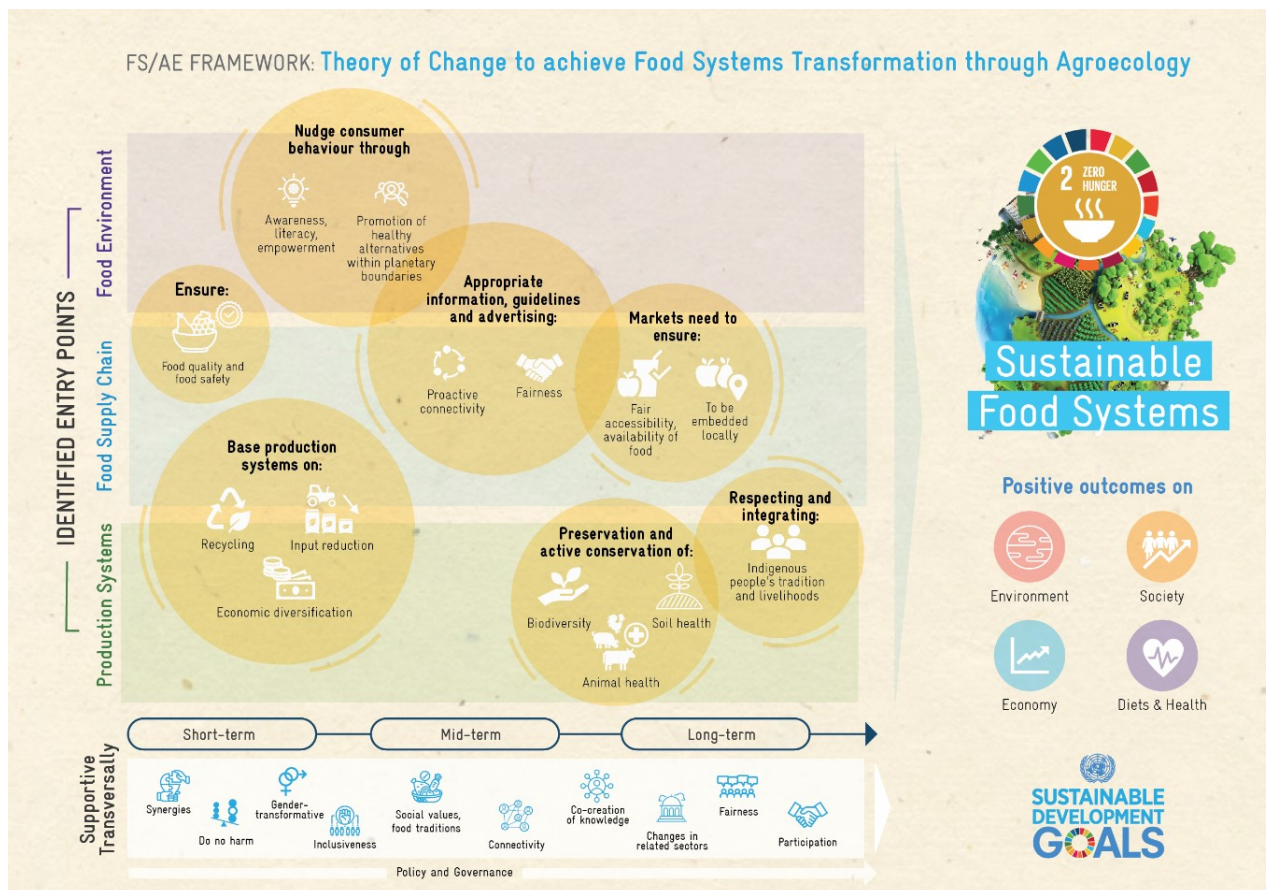 FS/AE FRAMEWORK: Theory of Change to achieve Food Systems Transformation through Agroecology
IDENTIFIED ENTRY POINTS
Food Environment
Food Supply Chain
Production Systems
Nudge consumer
behaviour through
Awareness,
literacy,
empowerment
Promotion of
healthy
alternatives
within planetary
boundaries
Ensure:
Food quality and
food safety
Appropriate
information, guidelines
and advertising:
Proactive
connectivity
Fairness
Markets need to
ensure:
Fair
accessibility,
availability of
food
To be
embedded
locally
Base production
systems on:
Recycling
Input reduction
Economic diversification
Preservation and
active conservation of:
Biodiversity
Soil health
Animal health
Respecting and
integrating:
Indigenous
people's tradition
and livelihoods
Short-term
Mid-term
Long-term
Supportive
Transversally
Synergies
Do no harm
Gender-
transformative
Inclusiveness
Social values,
food traditions
Connectivity
Co-creation
of knowledge
Changes in
related sectors
Fairness
Participation
Policy and Governance
2 ZERO
HUNGER
Sustainable
Food Systems
Positive outcomes on
Environment
Society
Economy
Diets & Health
SUSTAINABLE
DEVELOPMENT
GOALS